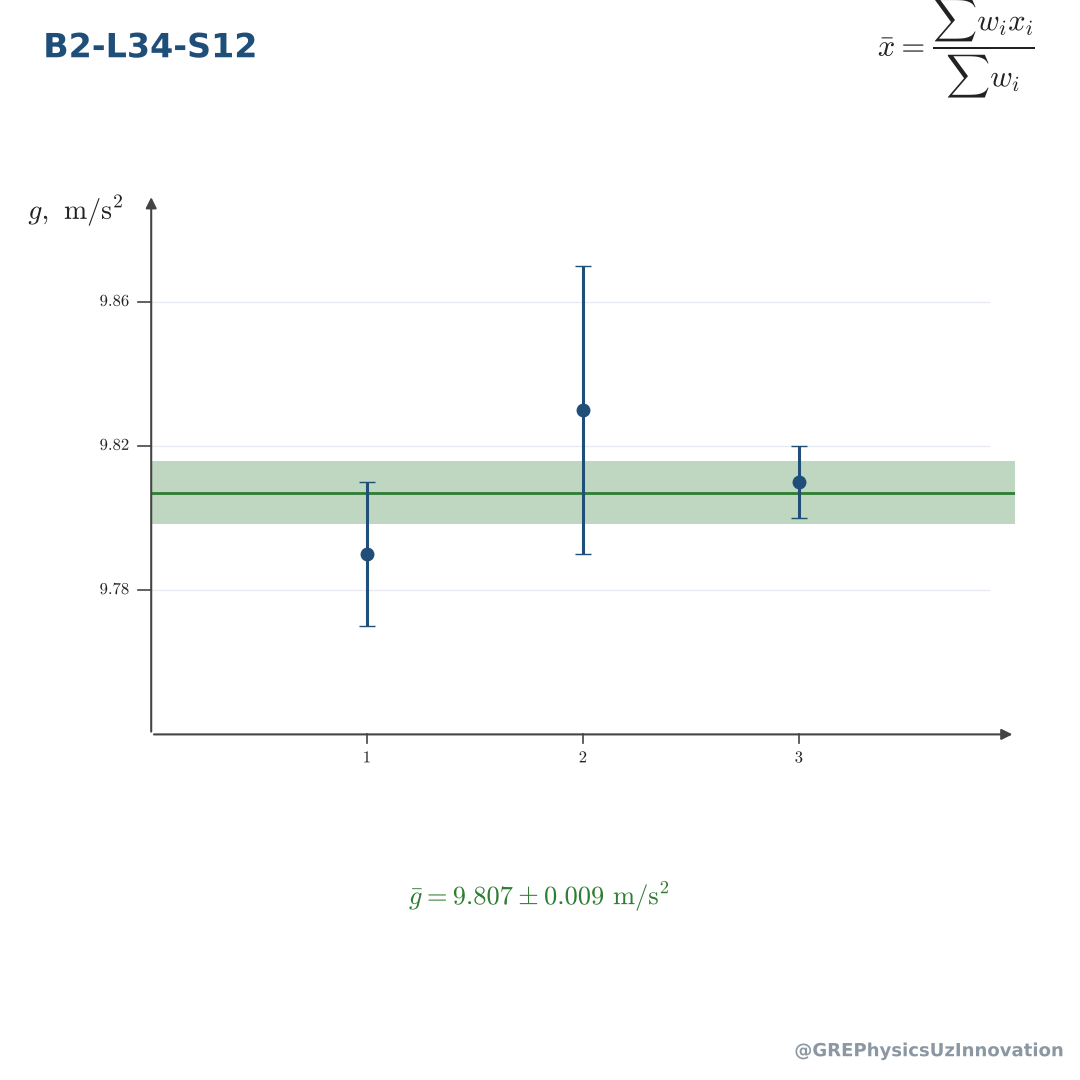 B2-L34-S12
x̄ = ∑ w_i x_i / ∑ w_i
g, m/s²
9.86
9.82
9.78
1 2 3
ḡ = 9.807 ± 0.009 m/s²
@GREPhysicsUzInnovation